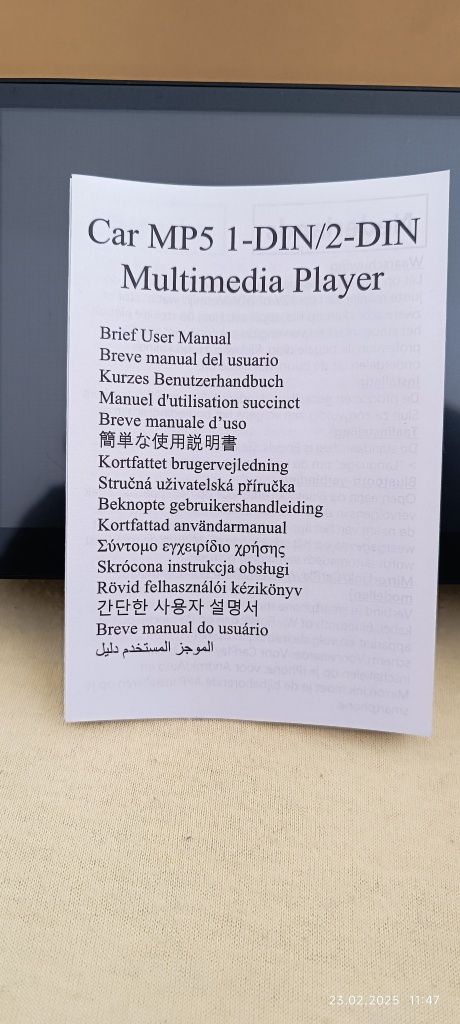 Car MP5 1-DIN/2-DIN
Multimedia Player
Brief User Manual
Breve manual del usuario
Kurzes Benutzerhandbuch
Manuel d'utilisation succinct
Breve manuale d’uso
簡単な使用説明書
Kortfattet brugervejledning
Stručná uživatelská příručka
Beknopte gebruikershandleiding
Kortfattad användarmanual
Σύντομο εγχειρίδιο χρήσης
Skrócona instrukcja obsługi
Rövid felhasználói kézikönyv
간단한 사용자 설명서
Breve manual do usuário
الموجز المستخدم دليل
23.02.2025 11:47